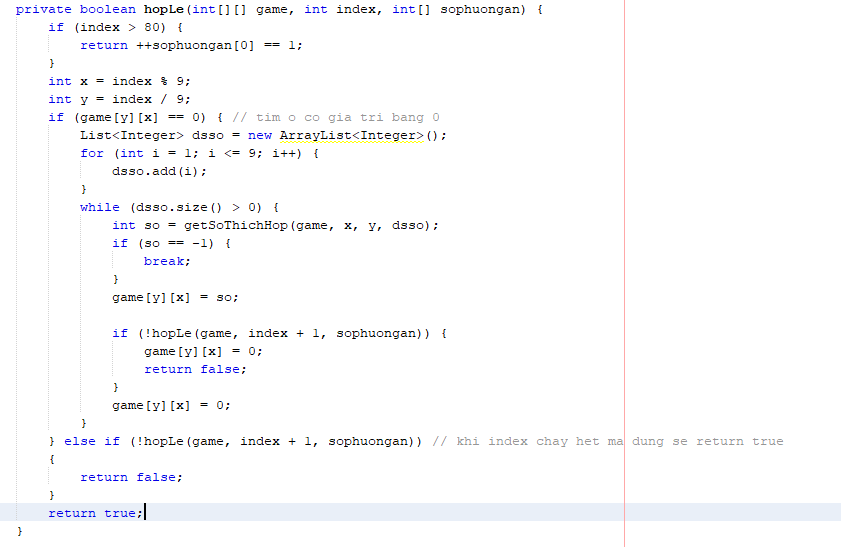 private boolean hopLe(int[][] game, int index, int[] sophuongan) {
    if (index > 80) {
        return ++sophuongan[0] == 1;
    }
    int x = index % 9;
    int y = index / 9;
    if (game[y][x] == 0) { // tim o co gia tri bang 0
        List<Integer> dsso = new ArrayList<Integer>();
        for (int i = 1; i <= 9; i++) {
            dsso.add(i);
        }
        while (dsso.size() > 0) {
            int so = getSoThichHop(game, x, y, dsso);
            if (so == -1) {
                break;
            }
            game[y][x] = so;

            if (!hopLe(game, index + 1, sophuongan)) {
                game[y][x] = 0;
                return false;
            }
            game[y][x] = 0;
        }
    } else if (!hopLe(game, index + 1, sophuongan)) // khi index chay het ma dung se return true
    {
        return false;
    }
    return true;
}